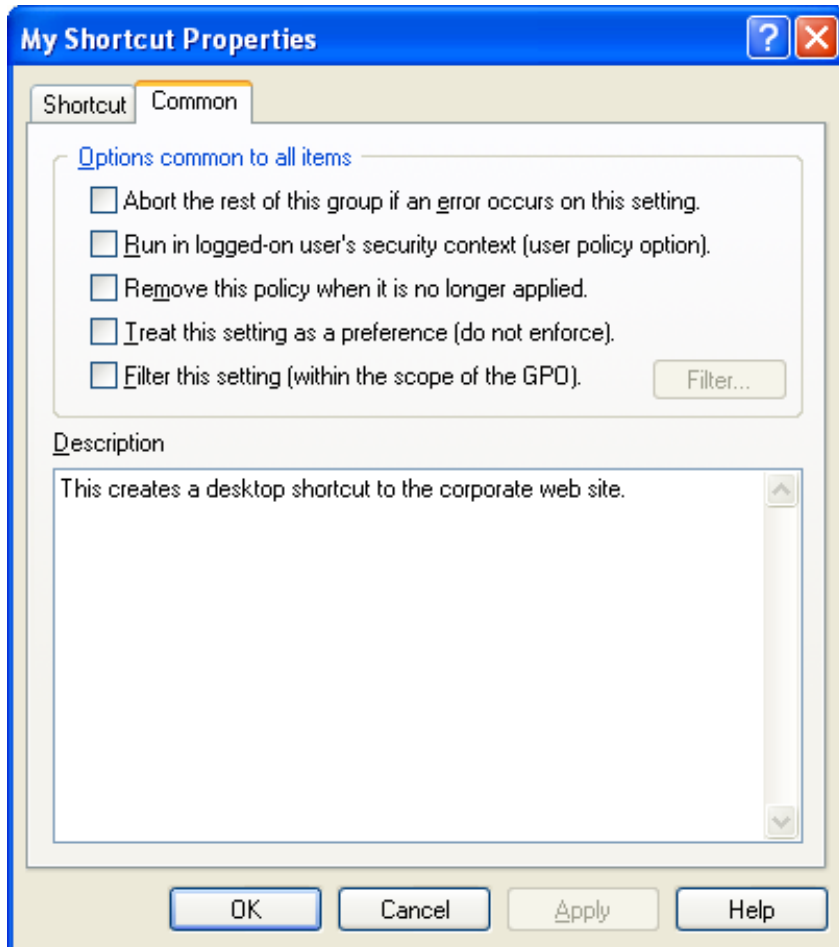 My Shortcut Properties
Shortcut
Common
Options common to all items
Abort the rest of this group if an error occurs on this setting.
Run in logged-on user's security context (user policy option).
Remove this policy when it is no longer applied.
Treat this setting as a preference (do not enforce).
Filter this setting (within the scope of the GPO).
Filter...
Description
This creates a desktop shortcut to the corporate web site.
OK
Cancel
Apply
Help